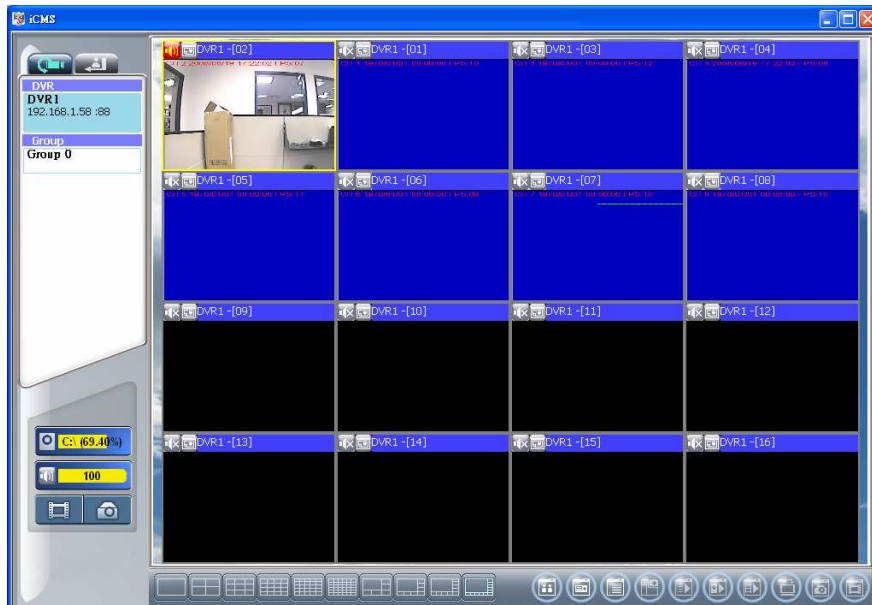 iCMS
DVR1 -[02]
DVR1 -[01]
DVR1 -[03]
DVR1 -[04]
DVR
DVR1
192.168.1.58 :88
Group
Group 0
DVR1 -[05]
DVR1 -[06]
DVR1 -[07]
DVR1 -[08]
DVR1 -[09]
DVR1 -[10]
DVR1 -[11]
DVR1 -[12]
DVR1 -[13]
DVR1 -[14]
DVR1 -[15]
DVR1 -[16]
C:\ (69.40%)
100